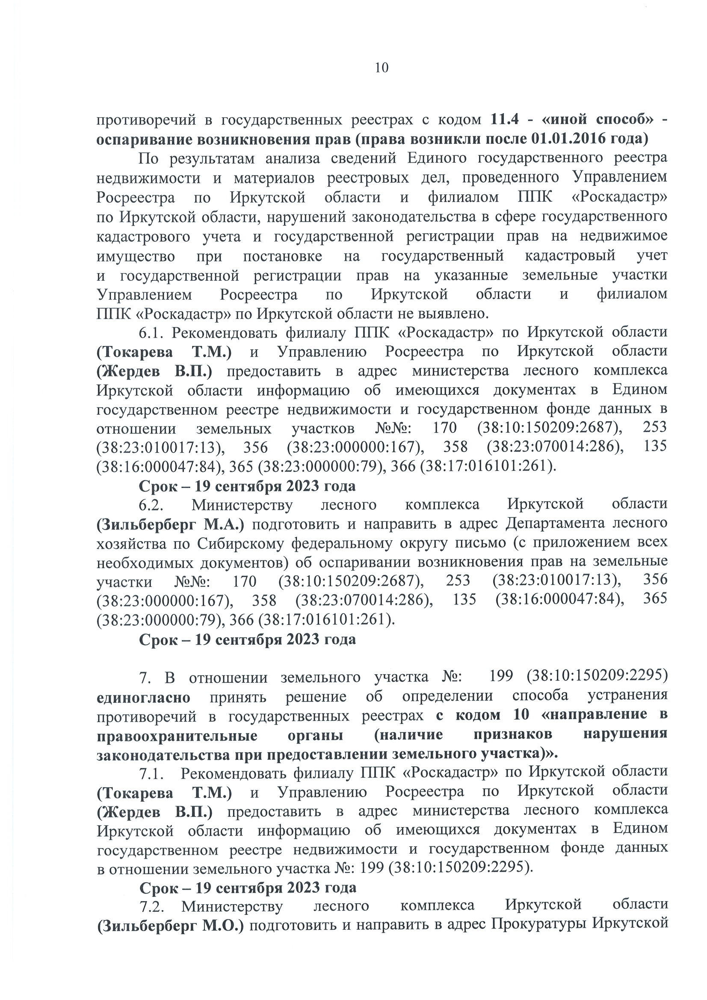 10
противоречий в государственных реестрах с кодом 11.4 - «иной способ» -
оспаривание возникновения прав (права возникли после 01.01.2016 года)
По результатам анализа сведений Единого государственного реестра
недвижимости и материалов реестровых дел, проведенного Управлением
Росреестра по Иркутской области и филиалом ППК «Роскадастр»
по Иркутской области, нарушений законодательства в сфере государственного
кадастрового учета и государственной регистрации прав на недвижимое
имущество при постановке на государственный кадастровый учет
и государственной регистрации прав на указанные земельные участки
Управлением Росреестра по Иркутской области и филиалом
ППК «Роскадастр» по Иркутской области не выявлено.
6.1. Рекомендовать филиалу ППК «Роскадастр» по Иркутской области
(Токарева Т.М.) и Управлению Росреестра по Иркутской области
(Жердев В.П.) предоставить в адрес министерства лесного комплекса
Иркутской области информацию об имеющихся документах в Едином
государственном реестре недвижимости и государственном фонде данных в
отношении земельных участков №№: 170 (38:10:150209:2687), 253
(38:23:010017:13), 356 (38:23:000000:167), 358 (38:23:070014:286), 135
(38:16:000047:84), 365 (38:23:000000:79), 366 (38:17:016101:261).
Срок – 19 сентября 2023 года
6.2. Министерству лесного комплекса Иркутской области
(Зильберберг М.А.) подготовить и направить в адрес Департамента лесного
хозяйства по Сибирскому федеральному округу письмо (с приложением всех
необходимых документов) об оспаривании возникновения прав на земельные
участки №№: 170 (38:10:150209:2687), 253 (38:23:010017:13), 356
(38:23:000000:167), 358 (38:23:070014:286), 135 (38:16:000047:84), 365
(38:23:000000:79), 366 (38:17:016101:261).
Срок – 19 сентября 2023 года
7. В отношении земельного участка №: 199 (38:10:150209:2295)
единогласно принять решение об определении способа устранения
противоречий в государственных реестрах с кодом 10 «направление в
правоохранительные органы (наличие признаков нарушения
законодательства при предоставлении земельного участка)».
7.1. Рекомендовать филиалу ППК «Роскадастр» по Иркутской области
(Токарева Т.М.) и Управлению Росреестра по Иркутской области
(Жердев В.П.) предоставить в адрес министерства лесного комплекса
Иркутской области информацию об имеющихся документах в Едином
государственном реестре недвижимости и государственном фонде данных
в отношении земельного участка №: 199 (38:10:150209:2295).
Срок – 19 сентября 2023 года
7.2. Министерству лесного комплекса Иркутской области
(Зильберберг М.О.) подготовить и направить в адрес Прокуратуры Иркутской